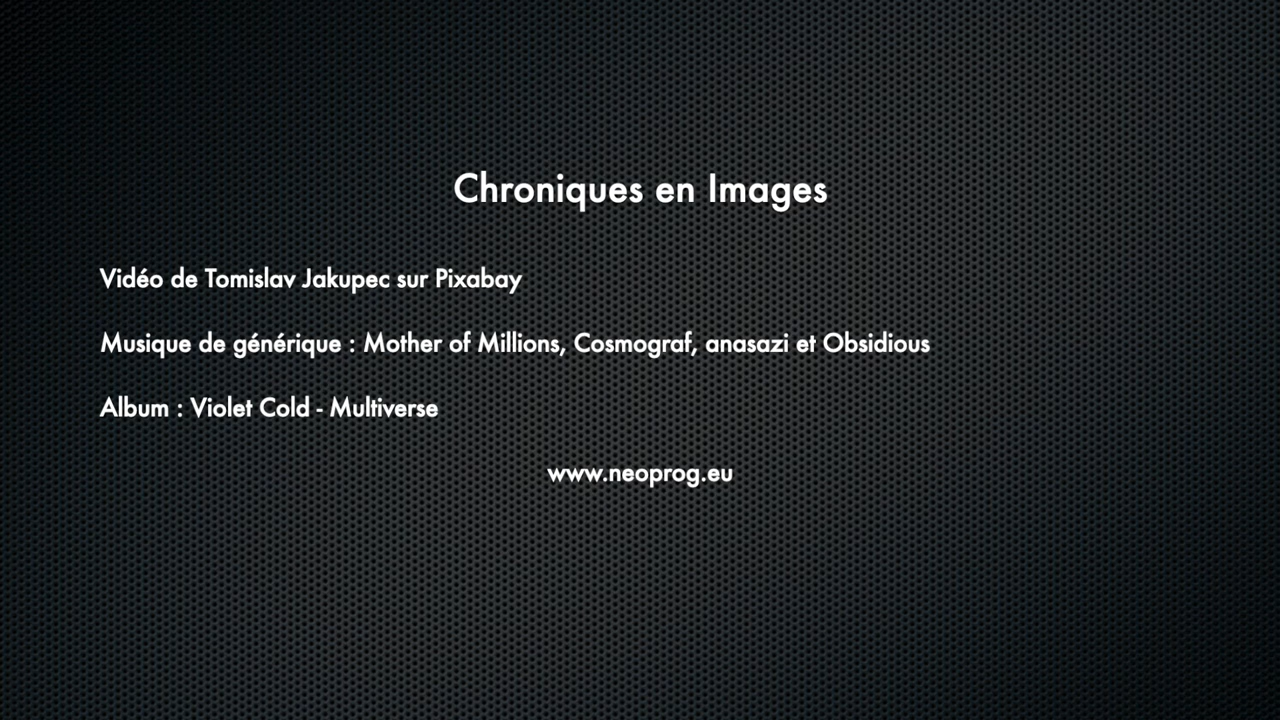 Chroniques en Images
Vidéo de Tomislav Jakupec sur Pixabay
Musique de générique : Mother of Millions, Cosmograf, anasazi et Obsidious
Album : Violet Cold - Multiverse
www.neoprog.eu